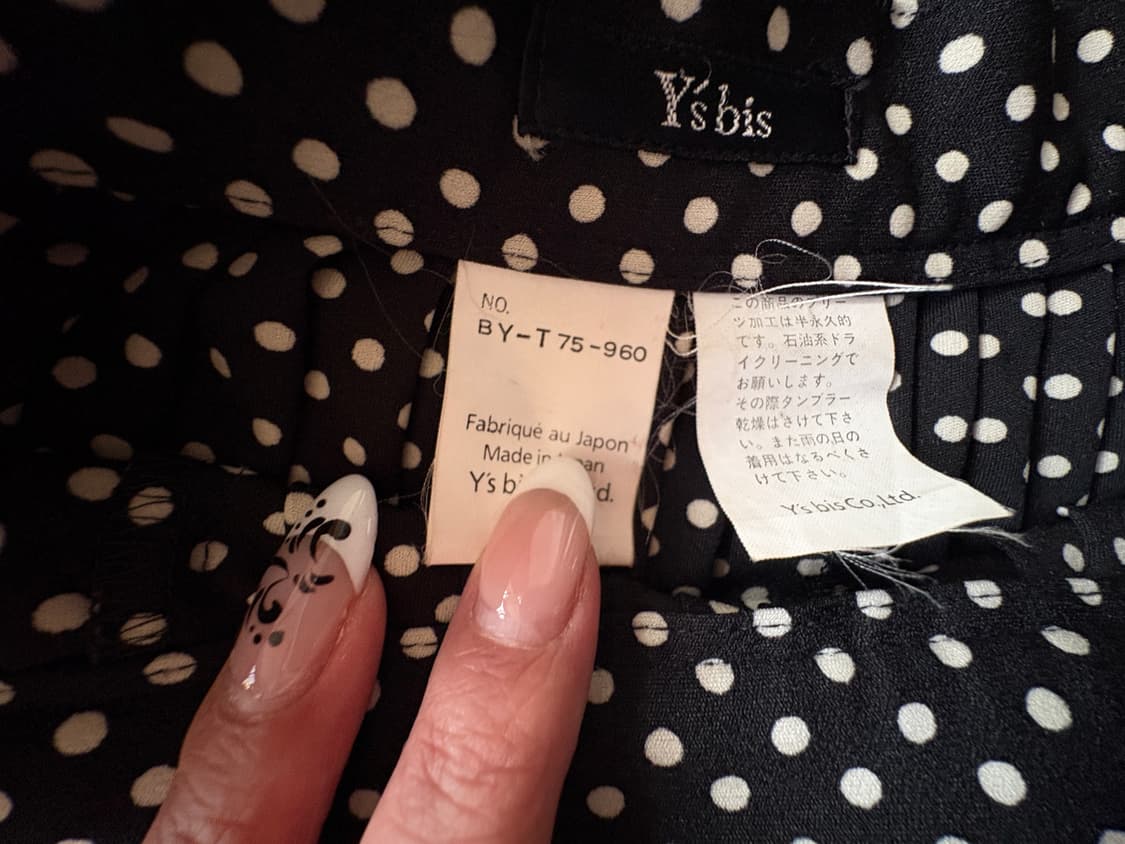 Y's bis
NO.
BY-T75-960
Fabriqué au Japon
Made in
Y's
この商品のプリー
ツ加工は半永久的
です。石油系ドラ
イクリーニングで
お願いします。
その際タンブラー
乾燥はさけて下さ
い。また雨の日の
着用はなるべくさ
けて下さい。
Y's bis Co., Ltd.